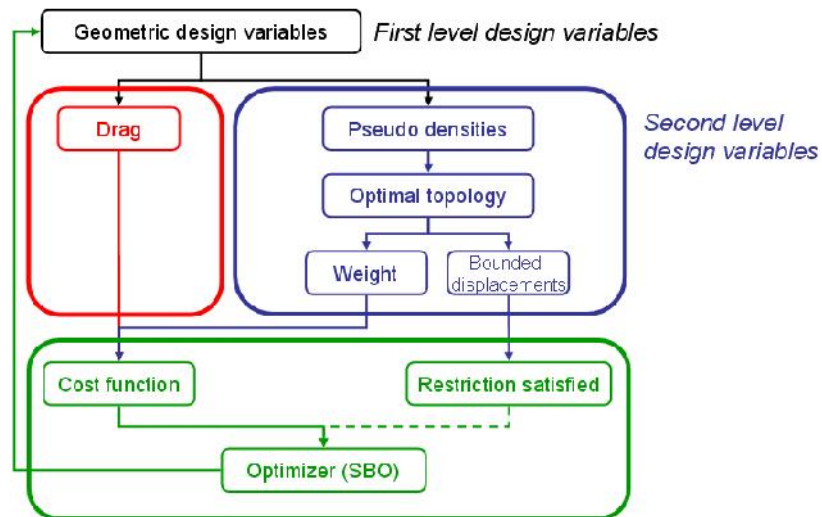 Geometric design variables
First level design variables
Drag
Pseudo densities
Second level
design variables
Optimal topology
Weight
Bounded
displacements
Cost function
Restriction satisfied
Optimizer (SBO)